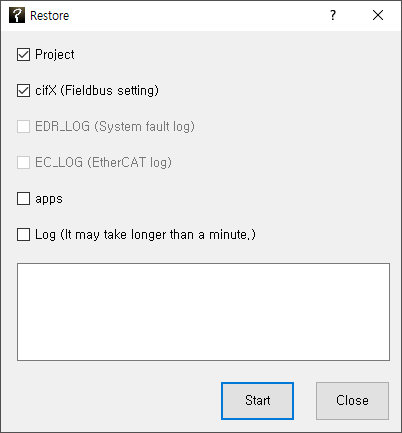 Restore
Project
cifX (Fieldbus setting)
EDR_LOG (System fault log)
EC_LOG (EtherCAT log)
apps
Log (It may take longer than a minute.)
Start
Close